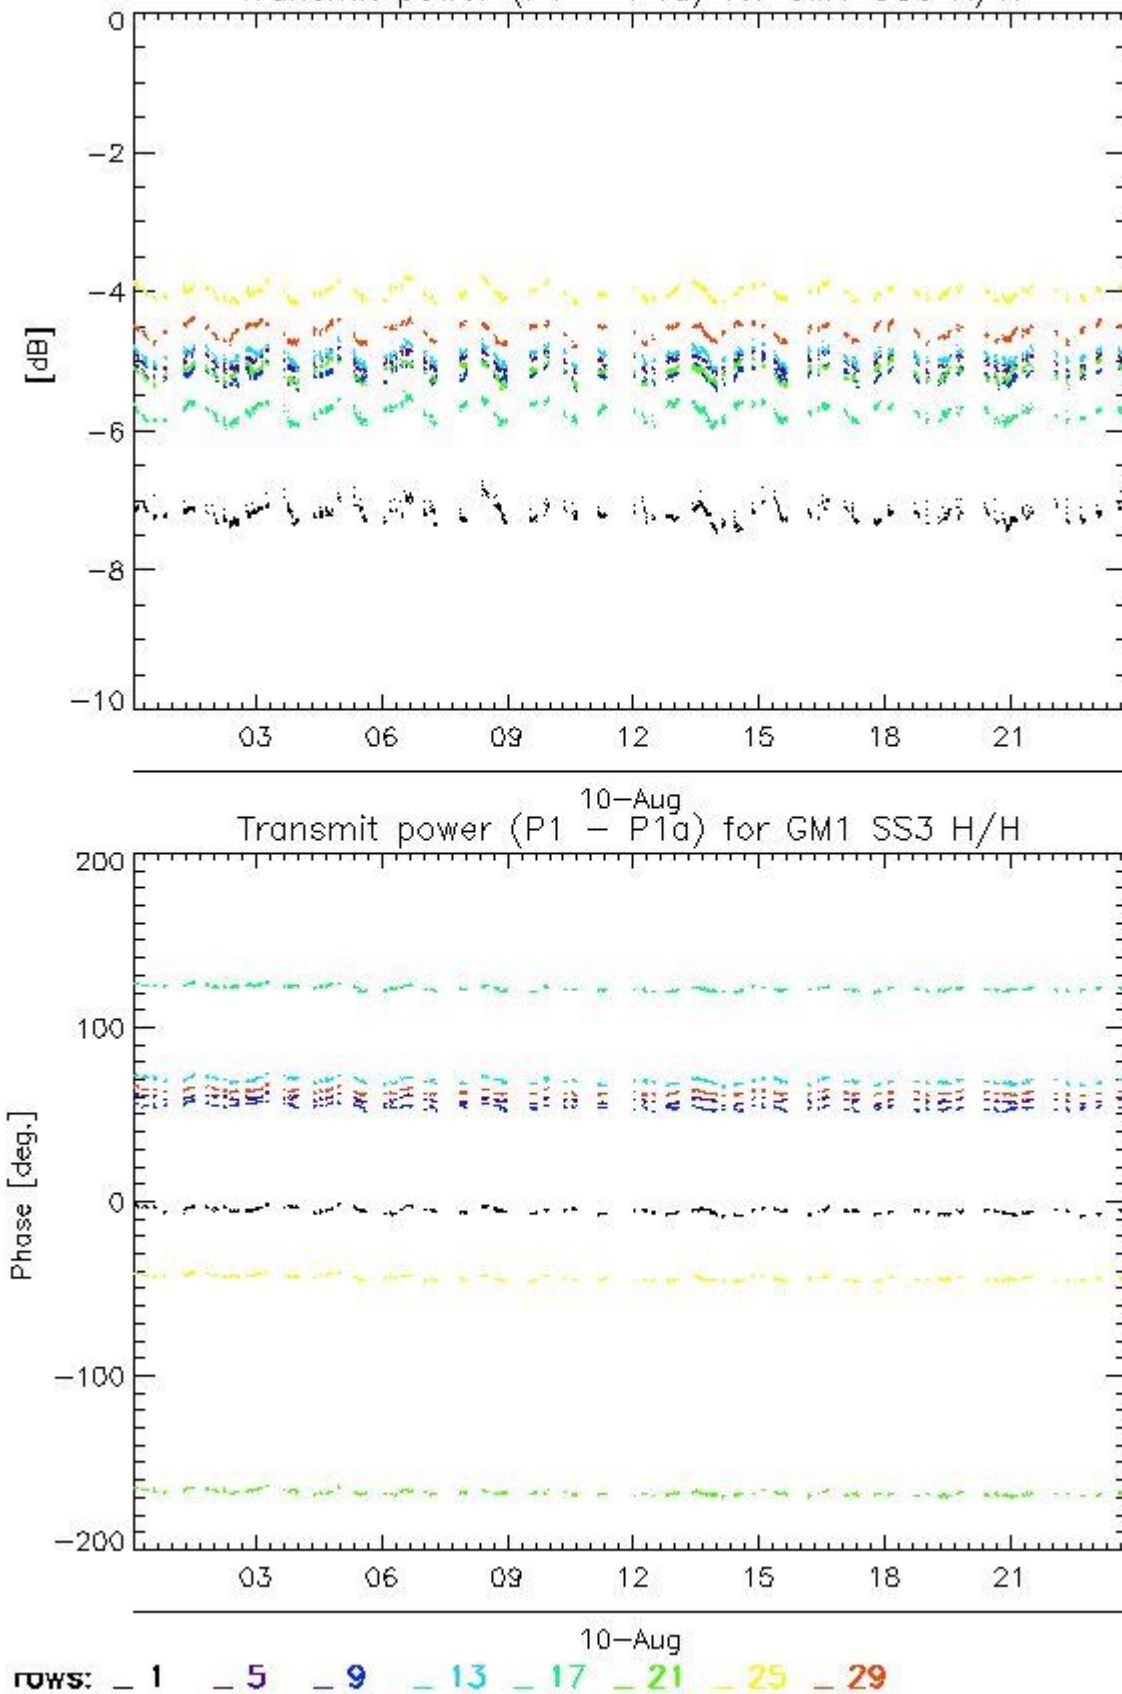 0
-2
-4
[dB]
-6
-8
-10
03 06 09 12 15 18 21
10-Aug
Transmit power (P1 - P1a) for GM1 SS3 H/H
200
100
0
Phase [deg.]
-100
-200
03 06 09 12 15 18 21
10-Aug
rows: _ 1 _ 5 _ 9 _ 13 _ 17 _ 21 _ 25 _ 29